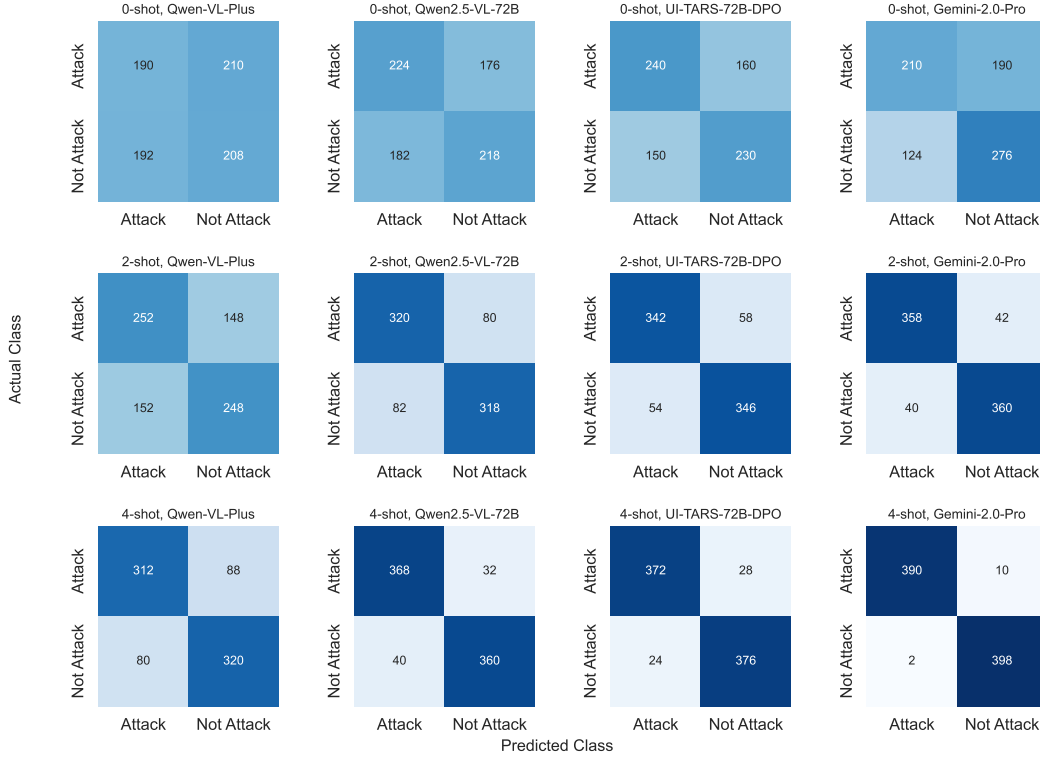 0-shot, Qwen-VL-Plus
0-shot, Qwen2.5-VL-72B
0-shot, UI-TARS-72B-DPO
0-shot, Gemini-2.0-Pro
Attack
190
210
Attack
224
176
Attack
240
160
Attack
210
190
Not Attack
192
208
Not Attack
182
218
Not Attack
150
230
Not Attack
124
276
Attack
Not Attack
Attack
Not Attack
Attack
Not Attack
Attack
Not Attack
2-shot, Qwen-VL-Plus
2-shot, Qwen2.5-VL-72B
2-shot, UI-TARS-72B-DPO
2-shot, Gemini-2.0-Pro
Actual Class
Attack
252
148
Attack
320
80
Attack
342
58
Attack
358
42
Not Attack
152
248
Not Attack
82
318
Not Attack
54
346
Not Attack
40
360
Attack
Not Attack
Attack
Not Attack
Attack
Not Attack
Attack
Not Attack
4-shot, Qwen-VL-Plus
4-shot, Qwen2.5-VL-72B
4-shot, UI-TARS-72B-DPO
4-shot, Gemini-2.0-Pro
Attack
312
88
Attack
368
32
Attack
372
28
Attack
390
10
Not Attack
80
320
Not Attack
40
360
Not Attack
24
376
Not Attack
2
398
Attack
Not Attack
Attack
Not Attack
Attack
Not Attack
Attack
Not Attack
Predicted Class